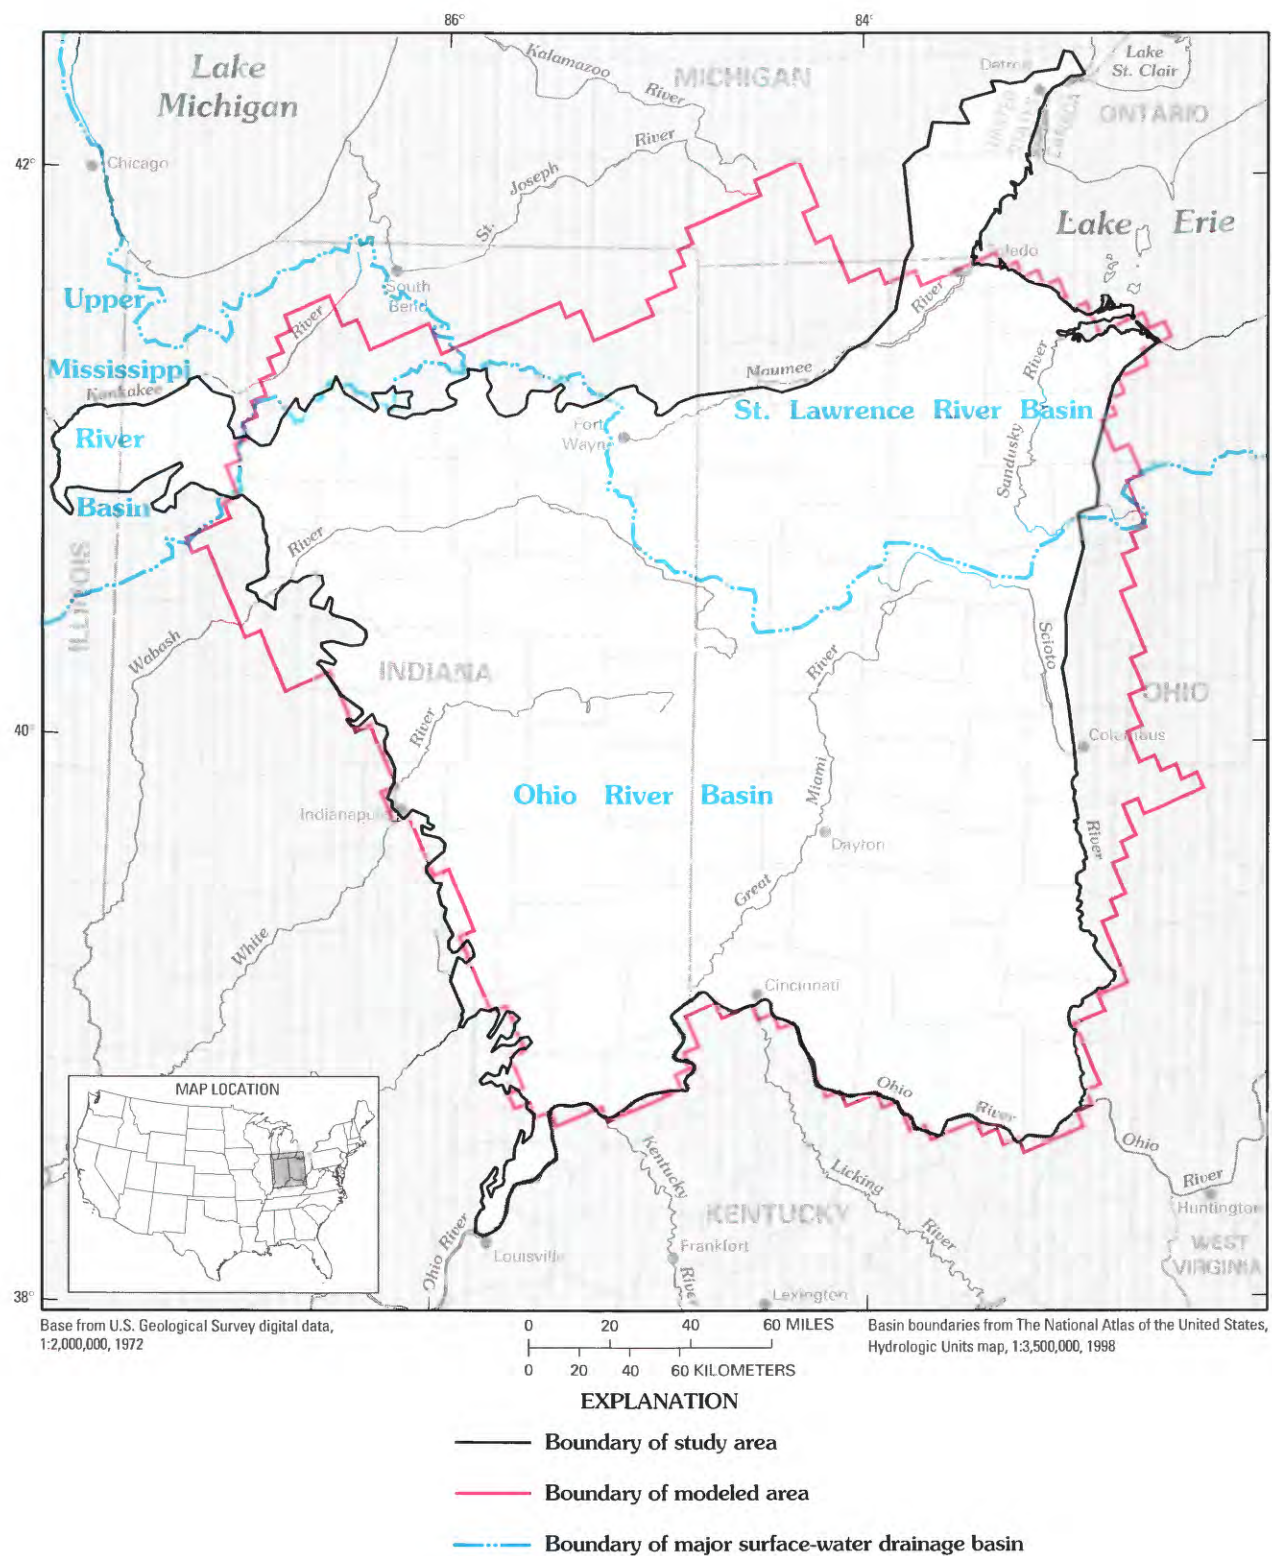 86°
84°
Lake
Michigan
Kalamazoo
River
MICHIGAN
Detroit
Lake
St. Clair
UNITED
STATES
CANADA
ONTARIO
42°
Chicago
River
Joseph
St.
Lake Erie
Toledo
South
Bend
Upper
River
River
Mississippi
Kankakee
Maumee
River
St. Lawrence River Basin
River
Fort
Wayne
Sandusky
Basin
River
ILLINOIS
Wabash
INDIANA
River
Scioto
OHIO
River
40°
Columbus
Ohio River Basin
Miami
Indianapolis
Dayton
River
Great
White
Cincinnati
MAP LOCATION
Ohio
River
Ohio
Kentucky
Licking
River
Huntington
KENTUCKY
River
WEST
VIRGINIA
Ohio River
Louisville
Frankfort
River
Lexington
38°
Base from U.S. Geological Survey digital data,
1:2,000,000, 1972
0 20 40 60 MILES
0 20 40 60 KILOMETERS
Basin boundaries from The National Atlas of the United States,
Hydrologic Units map, 1:3,500,000, 1998
EXPLANATION
Boundary of study area
Boundary of modeled area
Boundary of major surface-water drainage basin